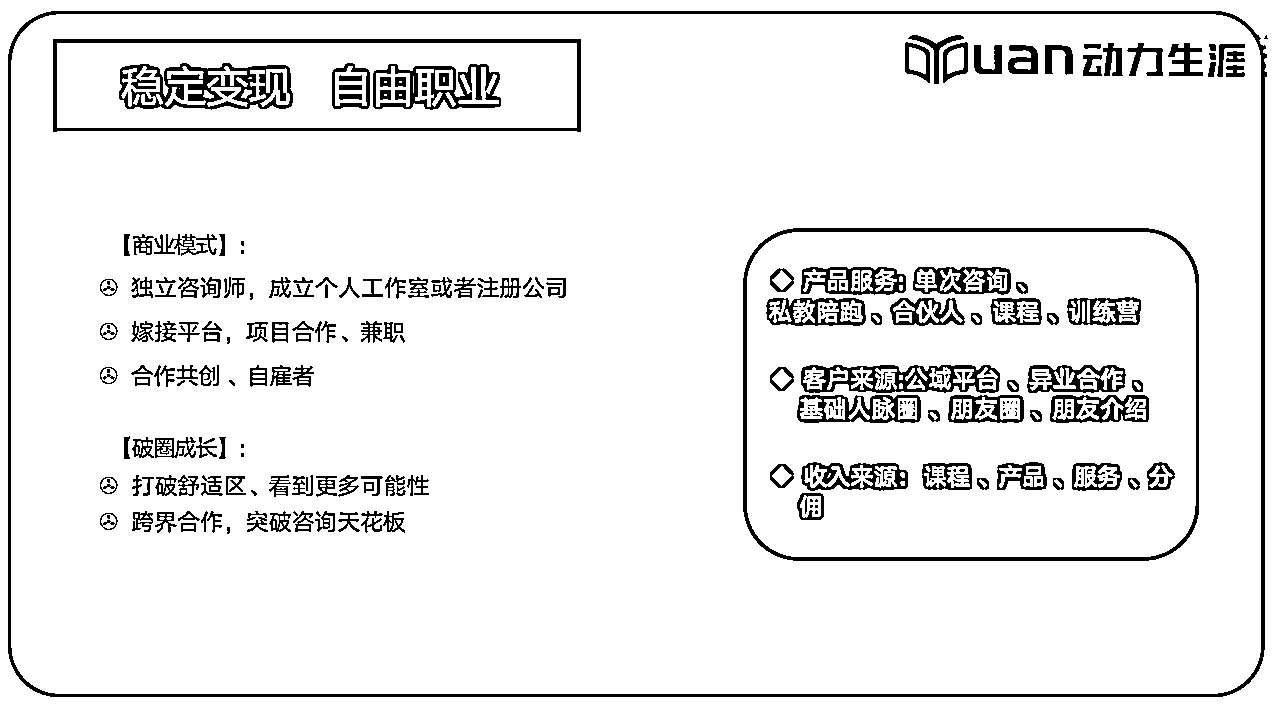 稳定变现 自由职业
Yuan动力生涯
【商业模式】:
独立咨询师，成立个人工作室或者注册公司
嫁接平台，项目合作、兼职
合作共创、自雇者
【破圈成长】:
打破舒适区、看到更多可能性
跨界合作，突破咨询天花板
产品服务: 单次咨询、
私教陪跑、合伙人、课程、训练营
客户来源:公域平台、异业合作、
基础人脉圈、朋友圈、朋友介绍
收入来源: 课程、产品、服务、分
佣